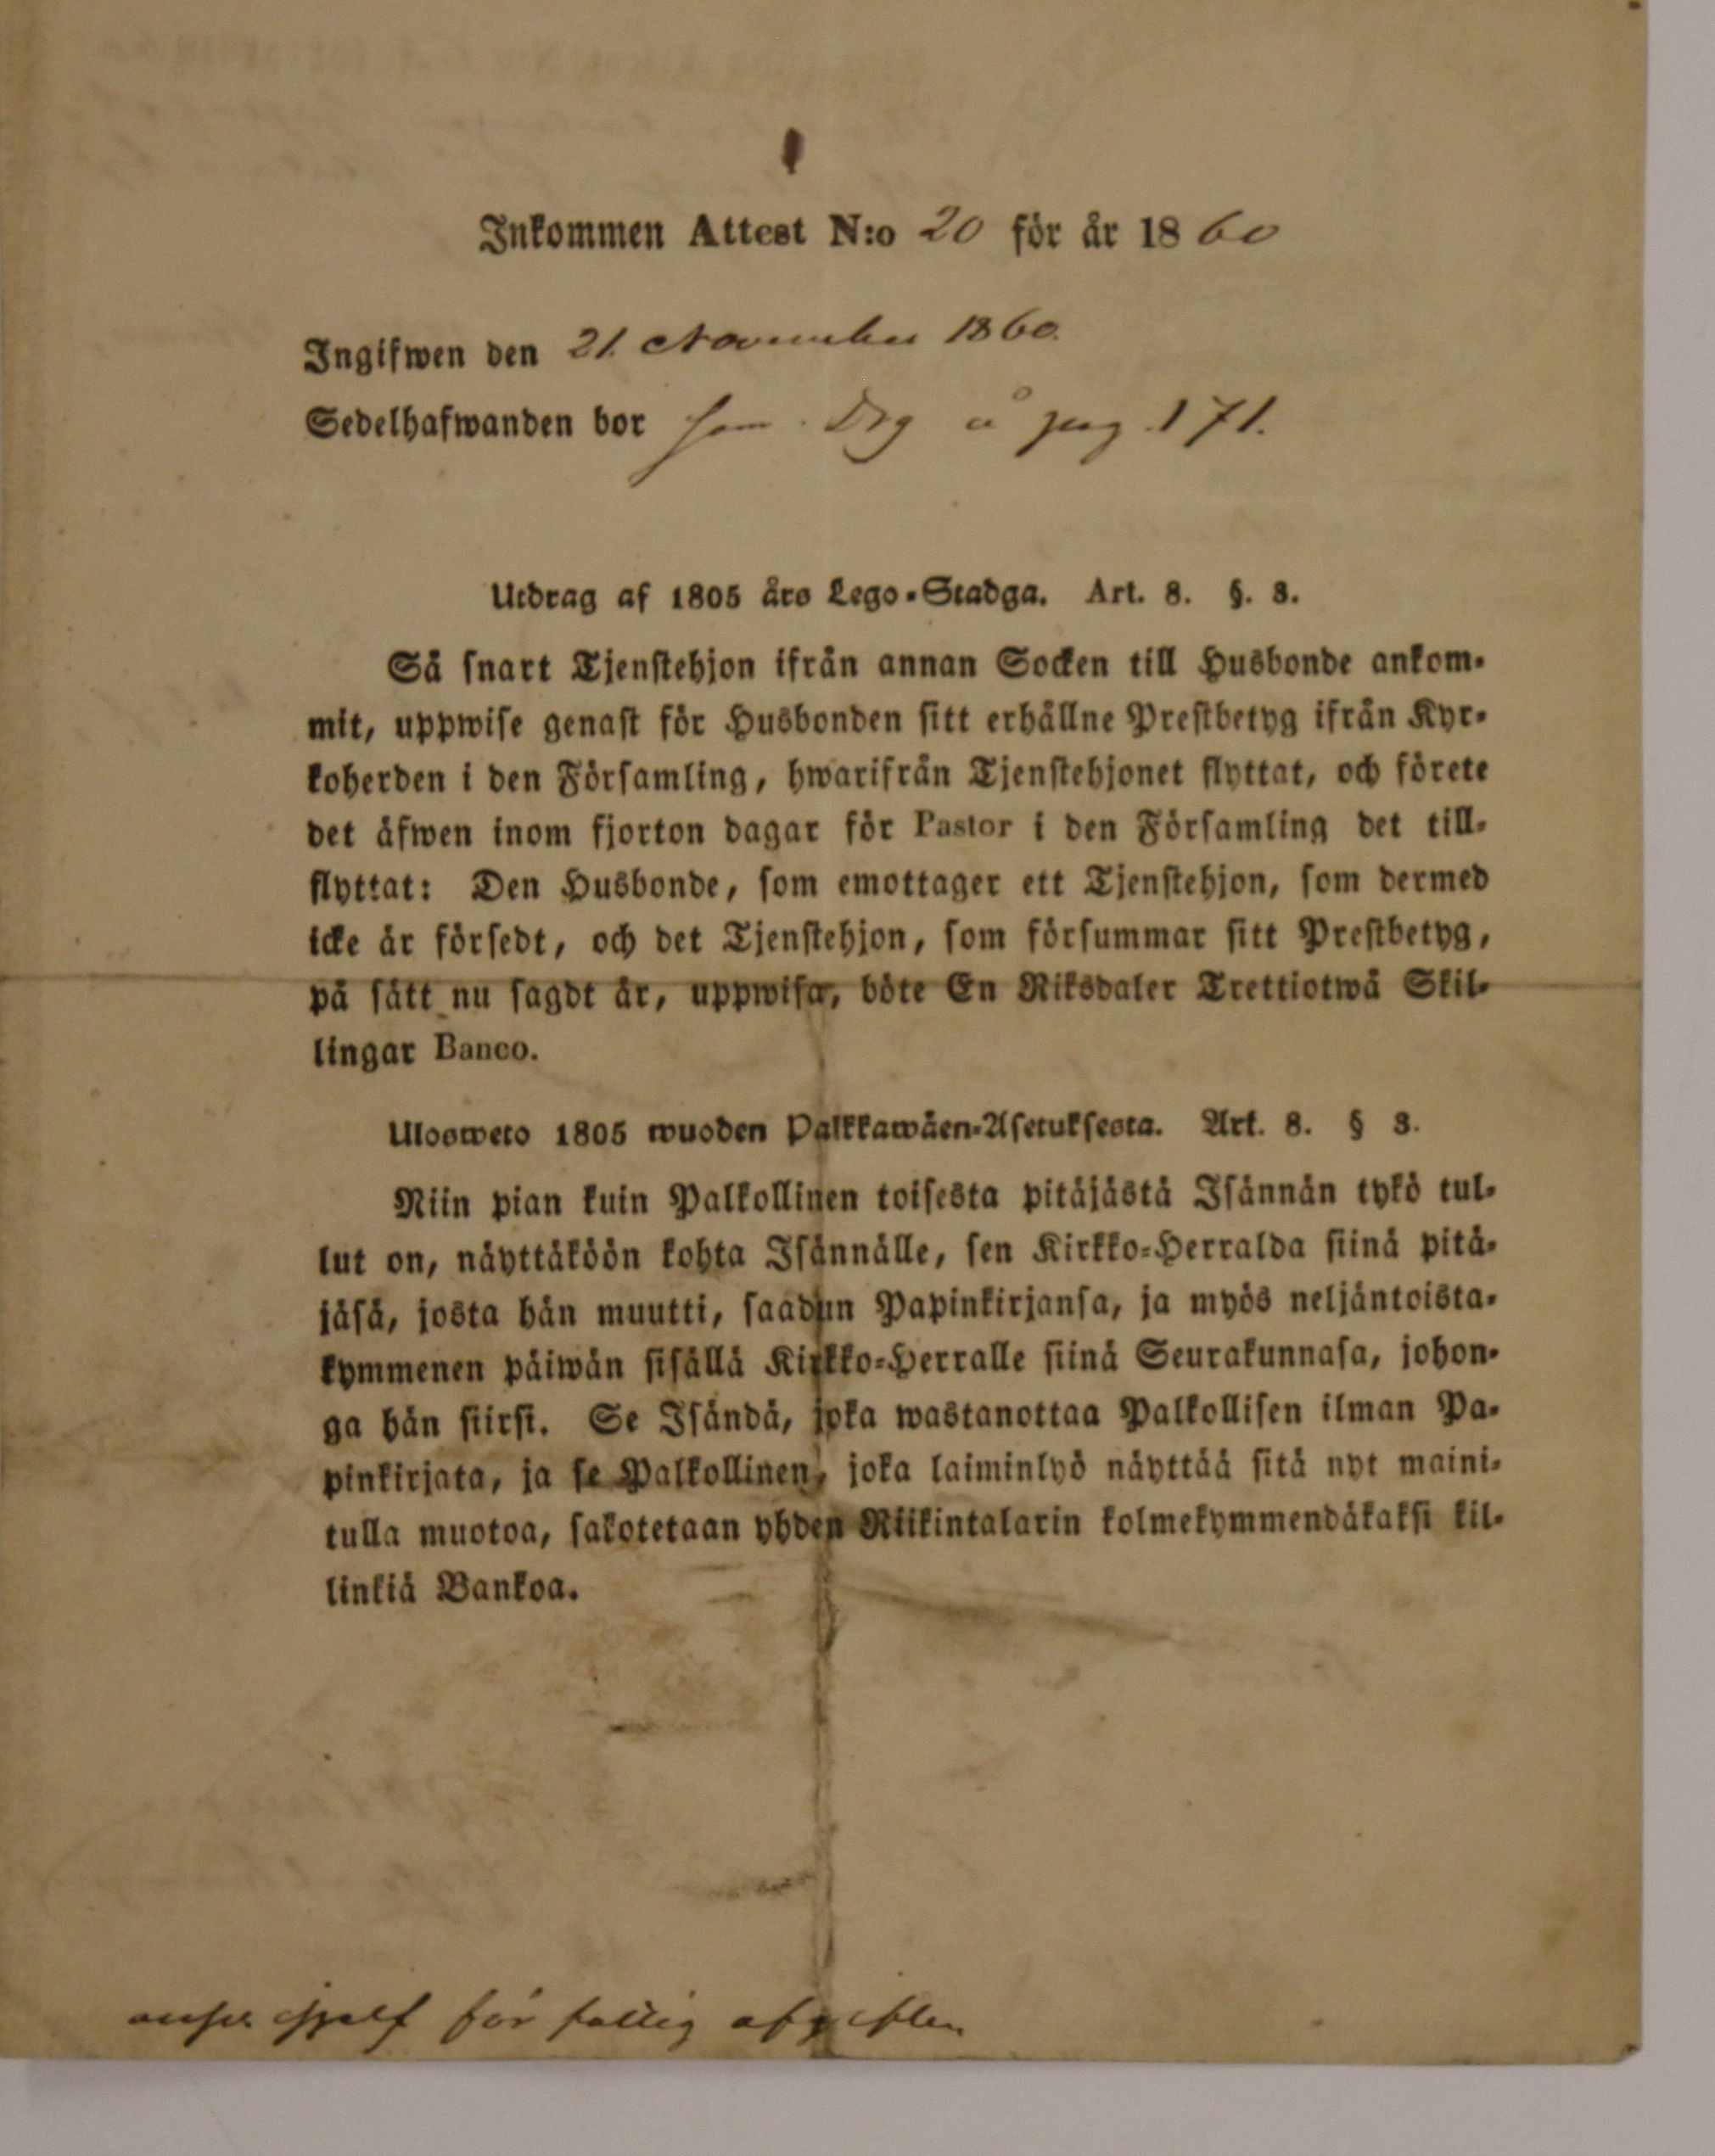 Inkommen Attest N:o 20 för år 1860
Ingifwen den 21. November 1860.
Sedelhafwanden bor som Drg å pag. 171.
Utdrag af 1805 års Lego-Stadga. Art. 8. §. 3.
Så snart Tjenstehjon ifrån annan Socken till Husbonde ankom-
mit, uppwise genast för Husbonden sitt erhållne Prestbetyg ifrån Kyr-
koherden i den Församling, hwarifrån Tjenstehjonet flyttat, och förete
det äfwen inom fjorton dagar för Pastor i den Församling det till-
flyttat: Den Husbonde, som emottager ett Tjenstehjon, som dermed
icke är försedt, och det Tjenstehjon, som försummar sitt Prestbetyg,
på sätt nu sagdt är, uppwisa, böte En Riksdaler Trettiotwå Skil-
lingar Banco.
Ulosweto 1805 wuoden Palkkawäen-Asetuksesta. Art. 8. § 3.
Niin pian kuin Palkollinen toisesta pitäjästä Isännän tykö tul-
lut on, näyttäköön kohta Isännälle, sen Kirkko-Herralda siinä pitä-
jäsä, josta hän muutti, saadun Papinkirjansa, ja myös neljäntoista-
kymmenen päiwän sisällä Kirkko-Herralle siinä Seurakunnasa, johon-
ga hän siirsi. Se Isändä, joka wastanottaa Palkollisen ilman Pa-
pinkirjata, ja se Palkollinen, joka laiminlyö näyttää sitä nyt maini-
tulla muotoa, sakotetaan yhden Riikintalarin kolmekymmendäkaksi kil-
linkiä Bankoa.
sjelf för fallig afgiften